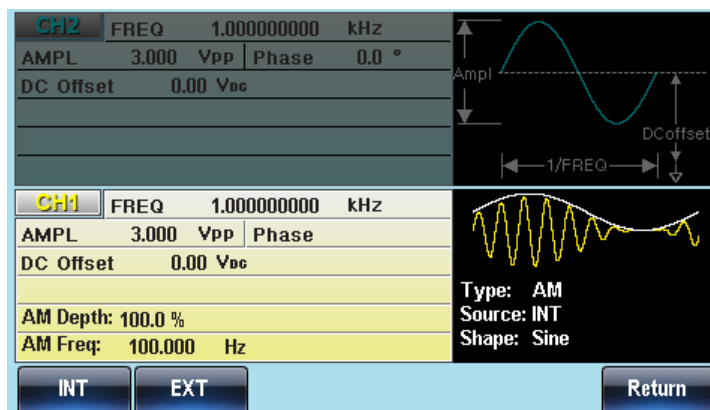 CH2 FREQ 1.000000000 kHz
AMPL 3.000 Vpp Phase 0.0 °
DC Offset 0.00 VDC
Ampl
DCoffset
1/FREQ
CH1 FREQ 1.000000000 kHz
AMPL 3.000 Vpp Phase
DC Offset 0.00 VDC
AM Depth: 100.0 %
AM Freq: 100.000 Hz
Type: AM
Source: INT
Shape: Sine
INT EXT Return